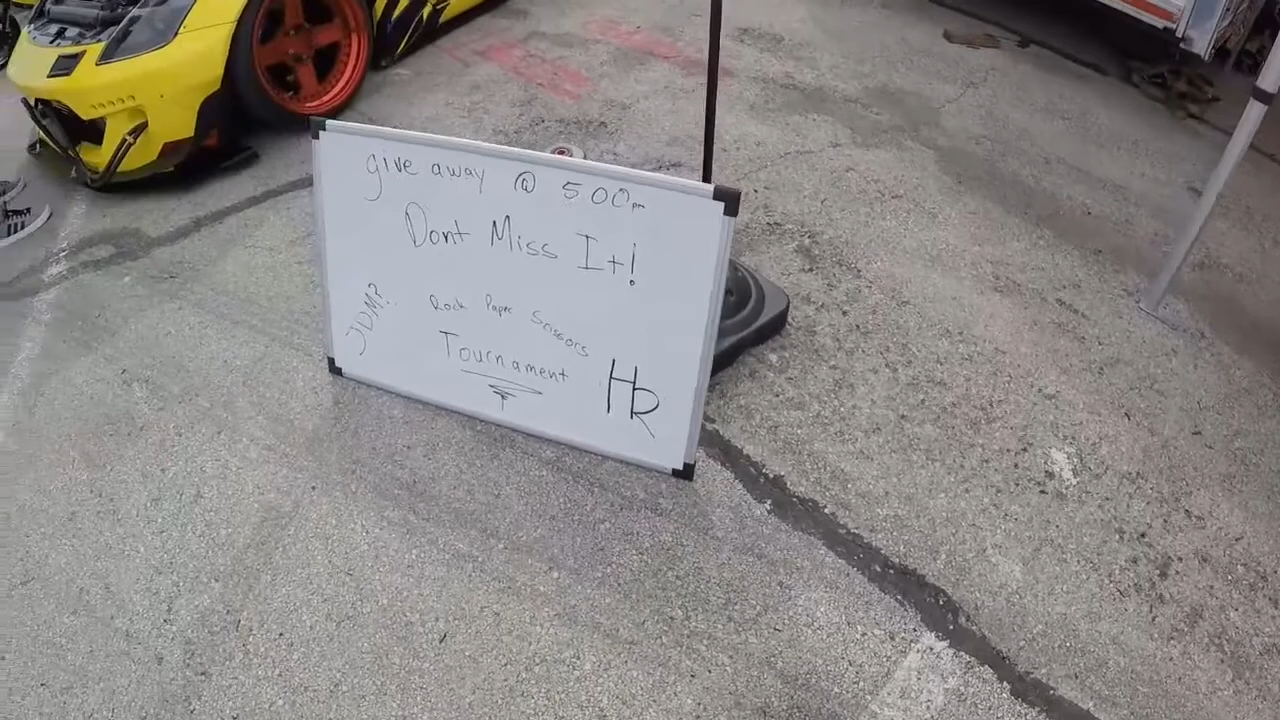 give away @ 5:00pm
Dont Miss It!
JDM?
Rock Paper Scissors
Tournament
HR